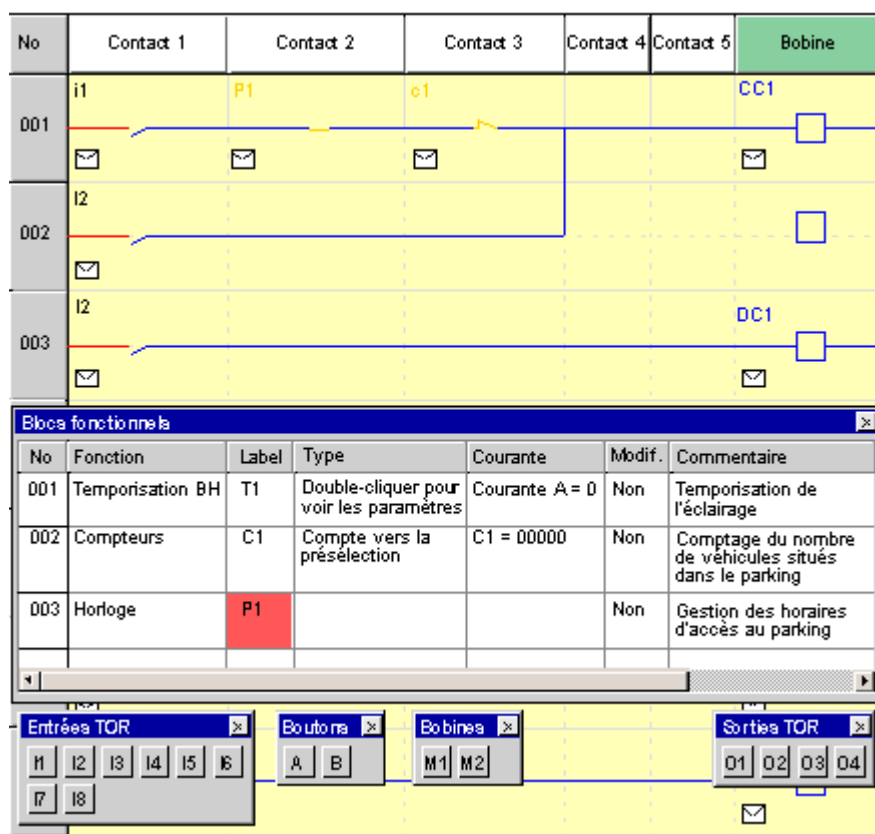 No Contact 1 Contact 2 Contact 3 Contact 4 Contact 5 Bobine
i1 P1 c1 CC1
001
I2
002
I2 DC1
003
Blocs fonctionnels
No Fonction Label Type Courante Modif. Commentaire
001 Temporisation BH T1 Double-cliquer pour voir les paramètres Courante A = 0 Non Temporisation de l'éclairage
002 Compteurs C1 Compte vers la présélection C1 = 00000 Non Comptage du nombre de véhicules situés dans le parking
003 Horloge P1 Non Gestion des horaires d'accès au parking
Entrées TOR Boutons Bobines Sorties TOR
I1 I2 I3 I4 I5 I6 A B M1 M2 O1 O2 O3 O4
I7 I8